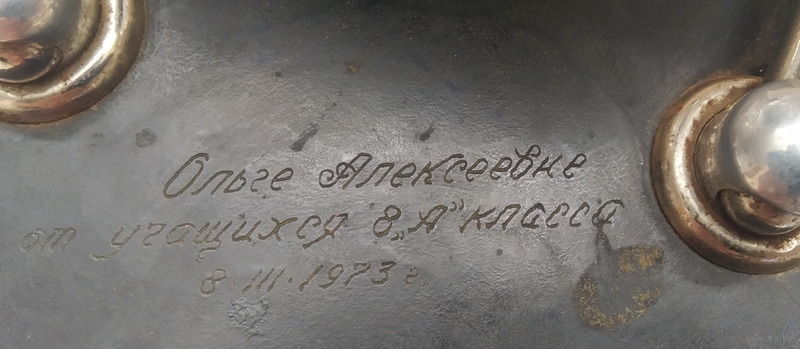 Ольге Алексеевне
от учащихся 8„А” класса
8·III·1973 г.